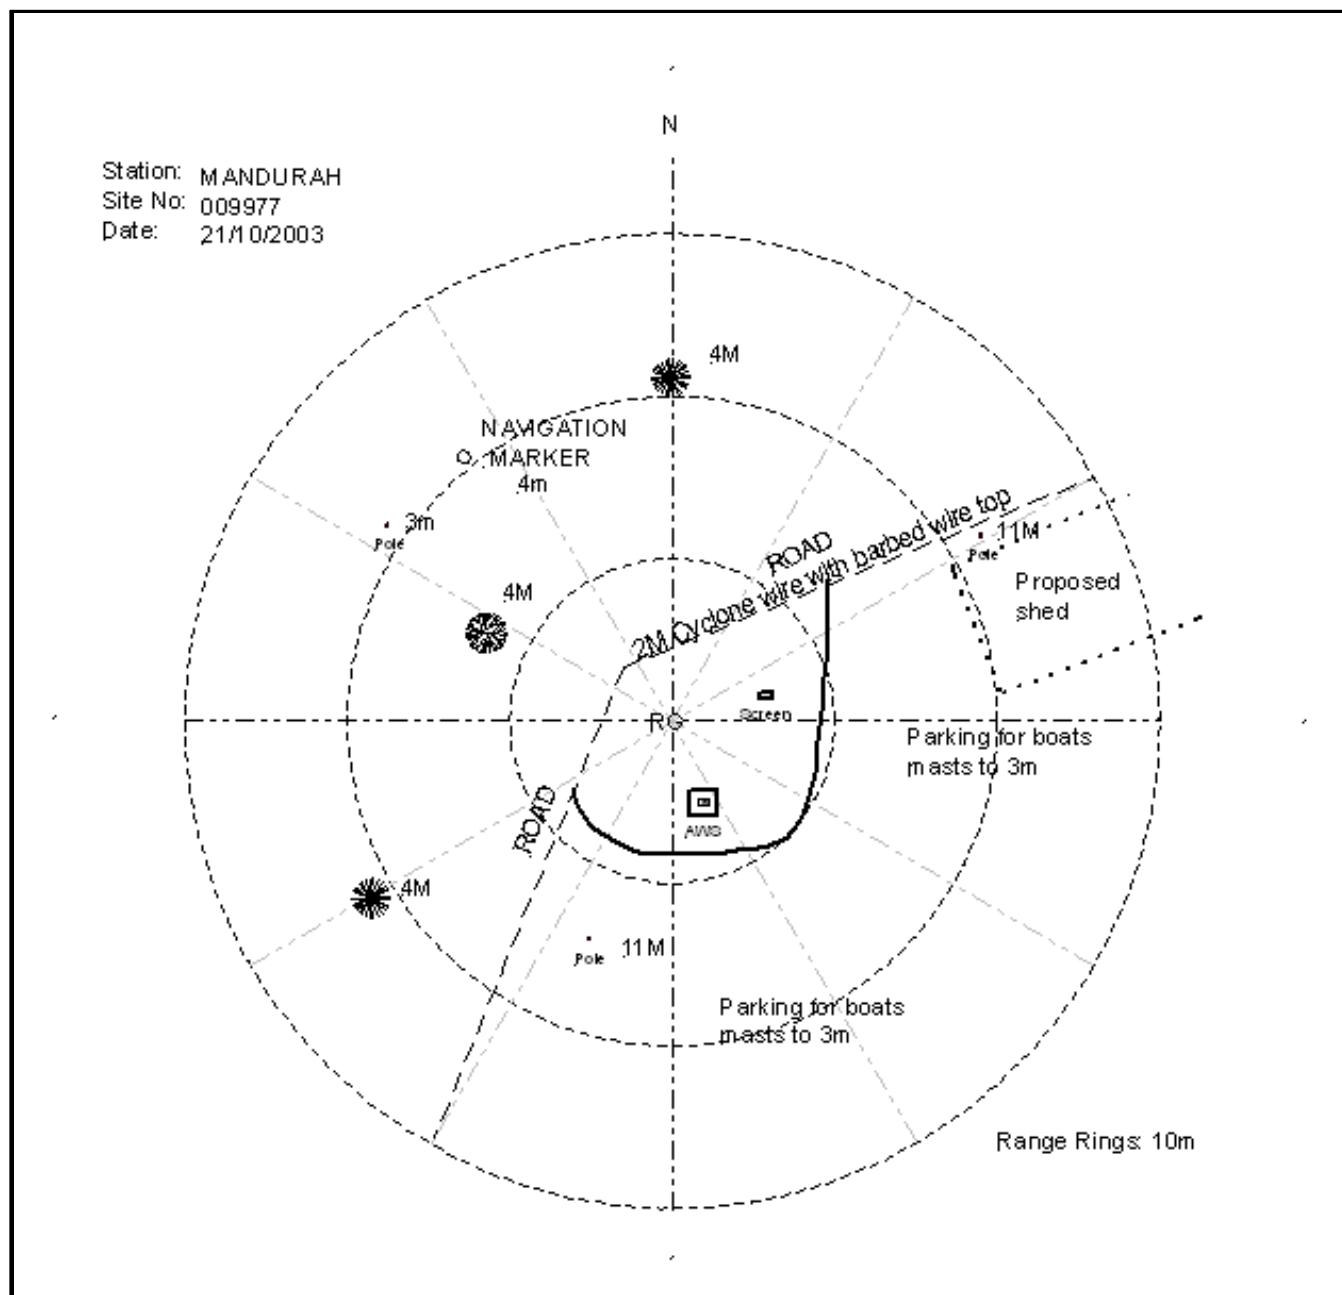 N
Station: MANDURAH
Site No: 009977
Date: 21/10/2003
4M
NAVIGATION
MARKER
4m
3m
Pole
4M
ROAD
2M Cyclone wire with barbed wire top
11M
Pole
Proposed
shed
RG
Screen
Parking for boats
masts to 3m
AWS
ROAD
4M
Pole
11M
Parking for boats
masts to 3m
Range Rings: 10m